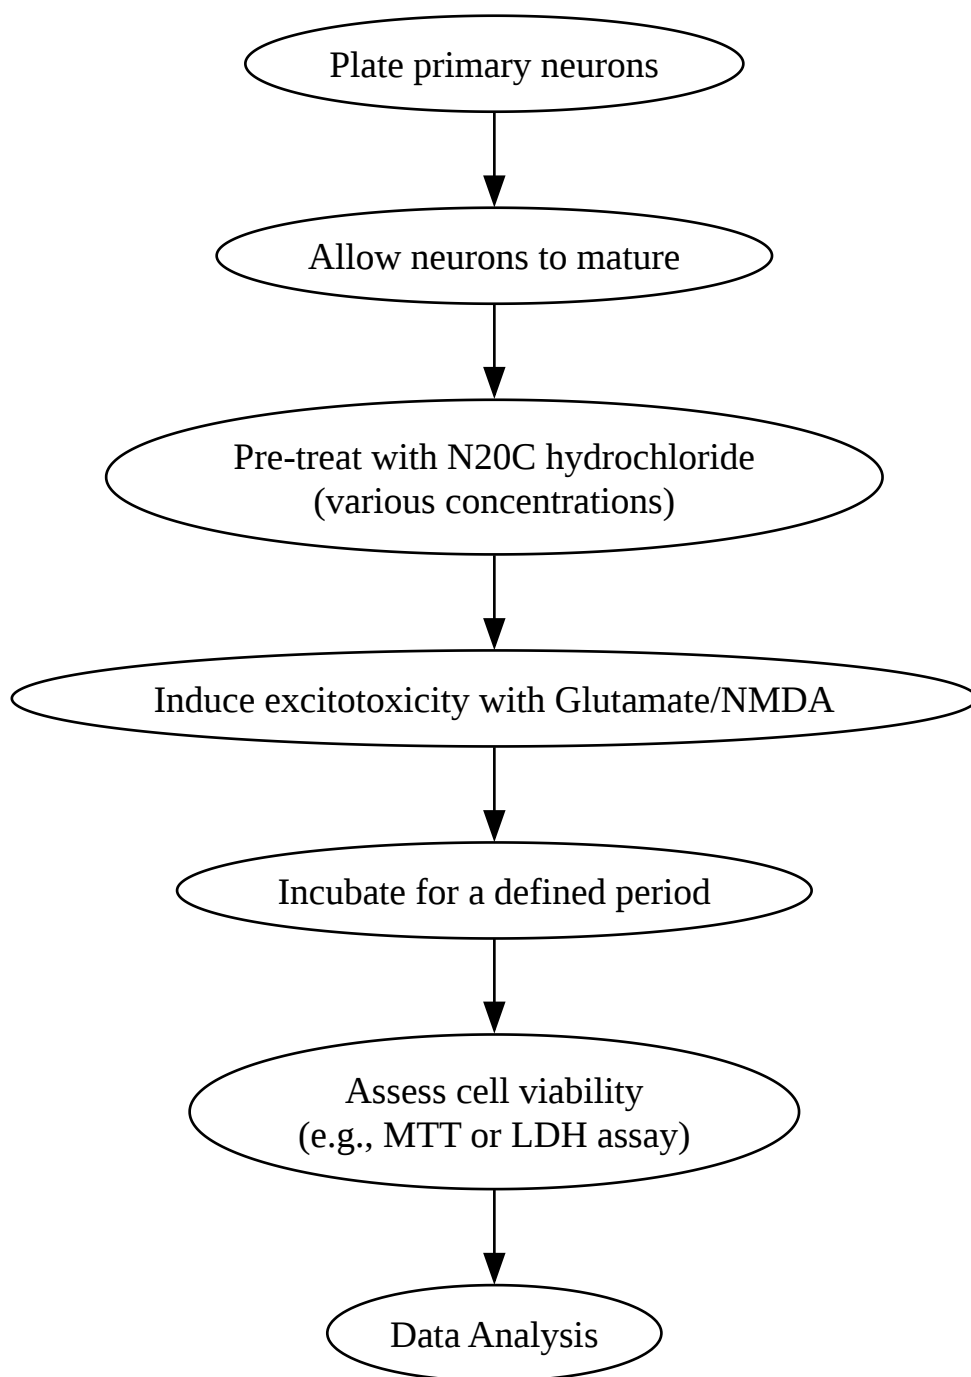 Plate primary neurons
Allow neurons to mature
Pre-treat with N20C hydrochloride
(various concentrations)
Induce excitotoxicity with Glutamate/NMDA
Incubate for a defined period
Assess cell viability
(e.g., MTT or LDH assay)
Data Analysis